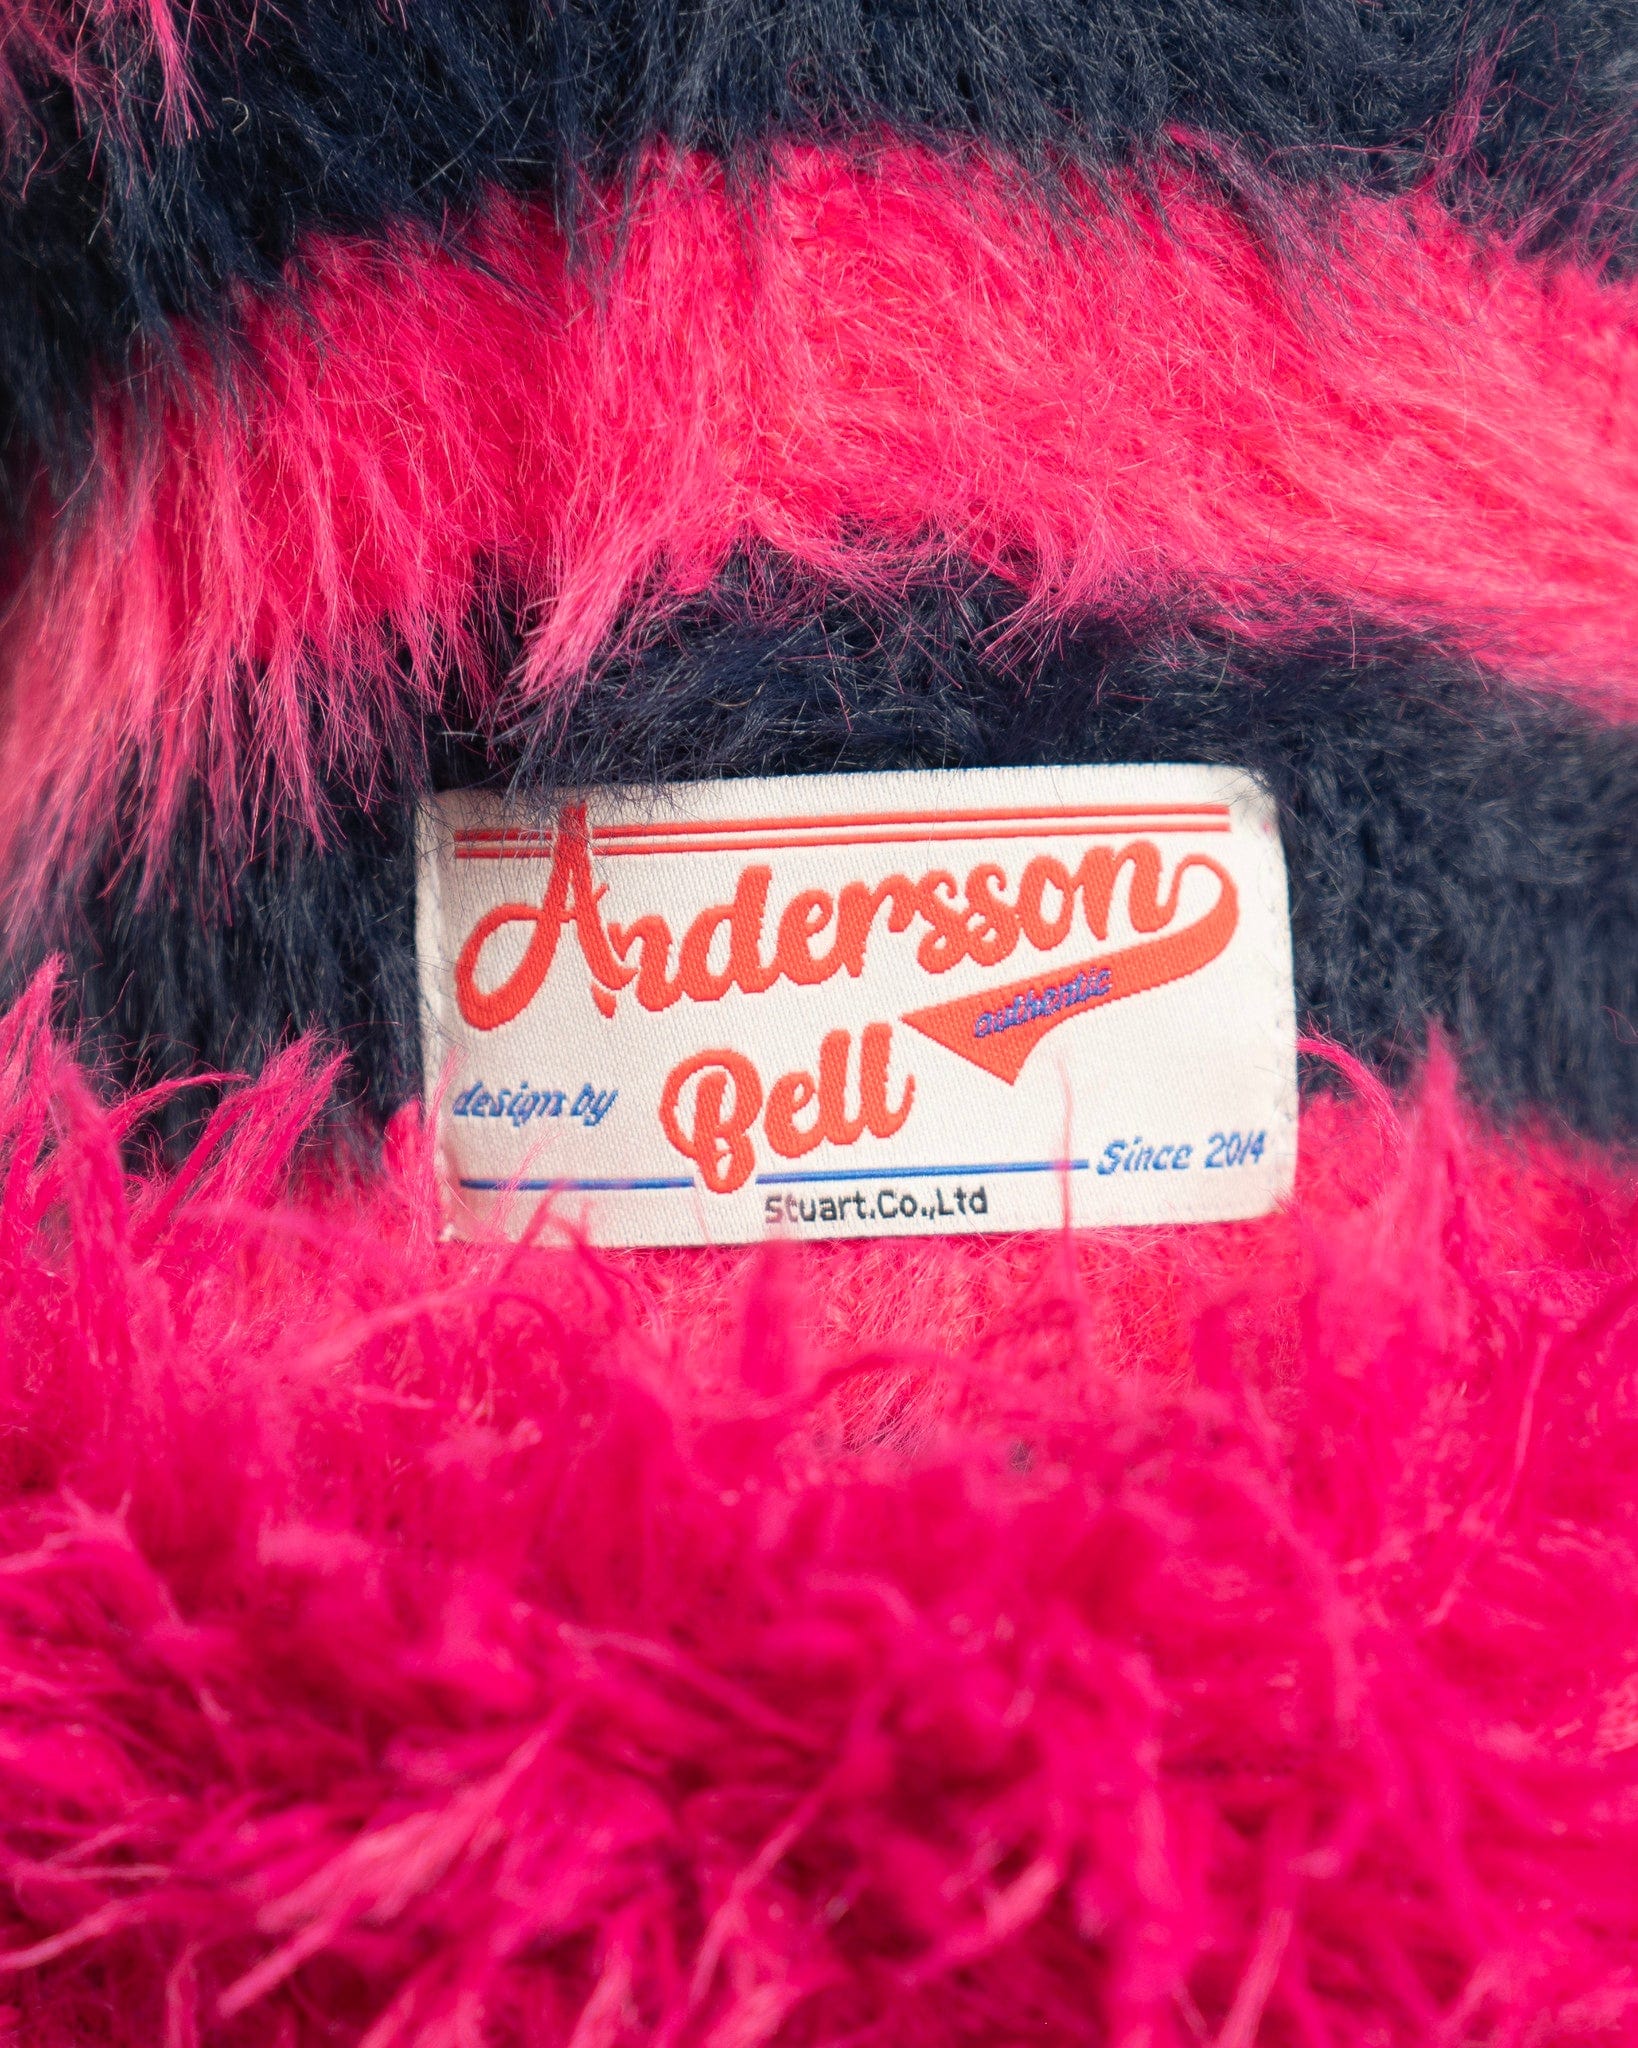 Andersson
authentic
Bell
design by
Since 2014
Stuart.Co.,Ltd